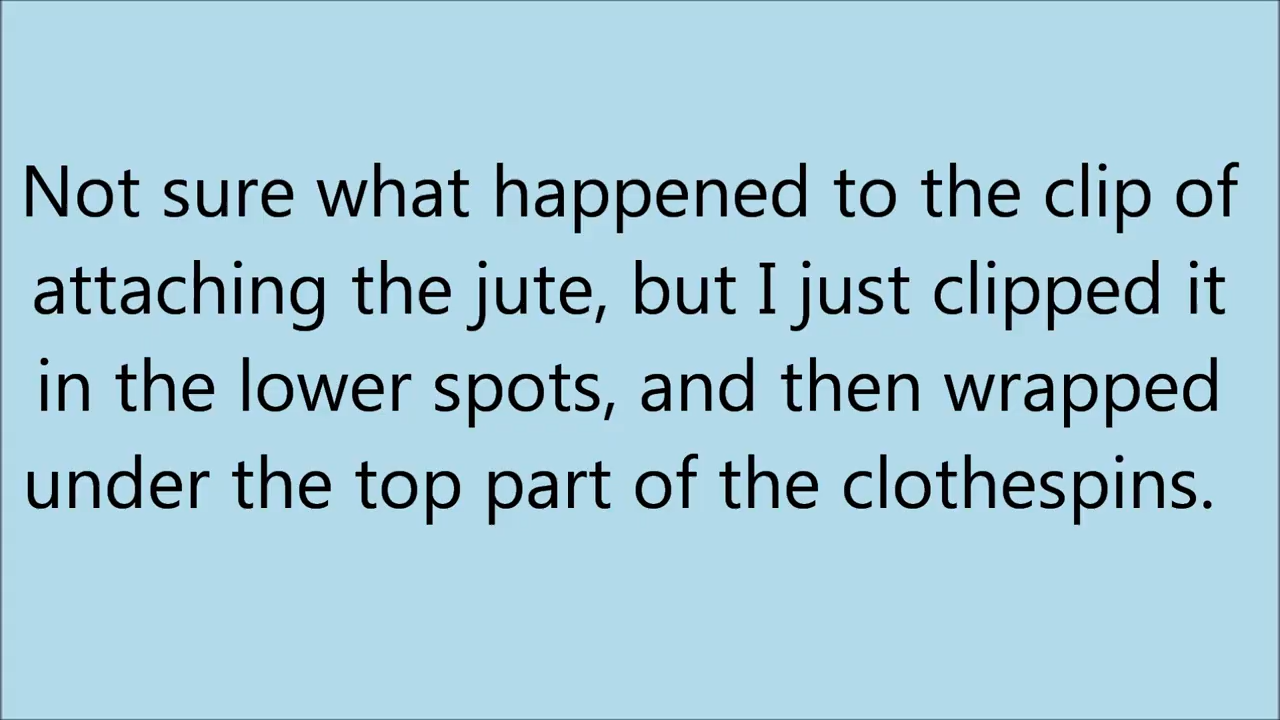 Not sure what happened to the clip of
attaching the jute, but I just clipped it
in the lower spots, and then wrapped
under the top part of the clothespins.